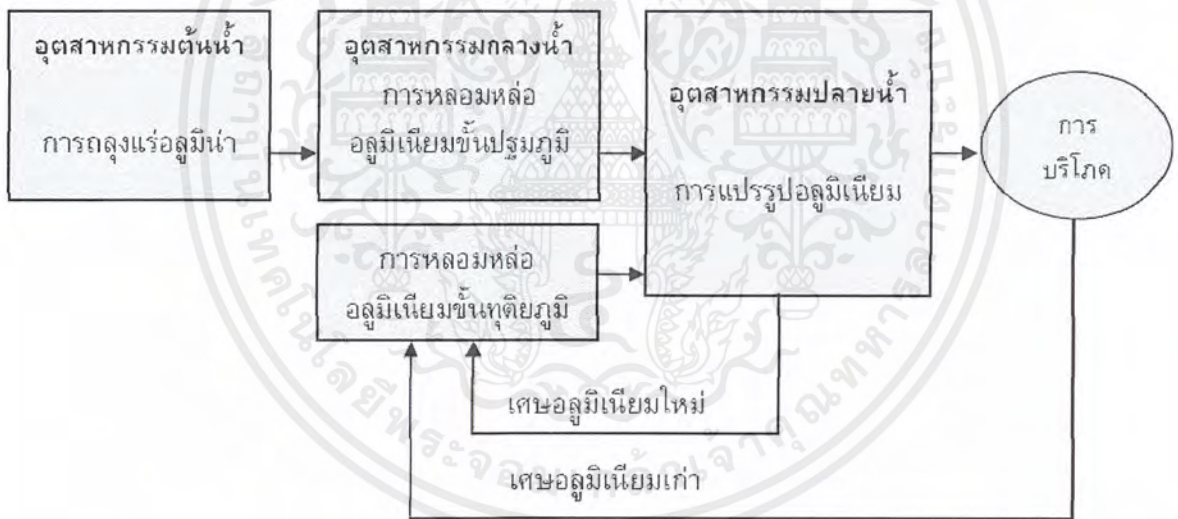 อุตสาหกรรมต้นน้ำ
การถลุงแร่อลูมิน่า
อุตสาหกรรมกลางน้ำ
การหลอมหล่อ
อลูมิเนียมขั้นปฐมภูมิ
การหลอมหล่อ
อลูมิเนียมขั้นทุติยภูมิ
อุตสาหกรรมปลายน้ำ
การแปรรูปอลูมิเนียม
การ
บริโภค
เศษอลูมิเนียมใหม่
เศษอลูมิเนียมเก่า